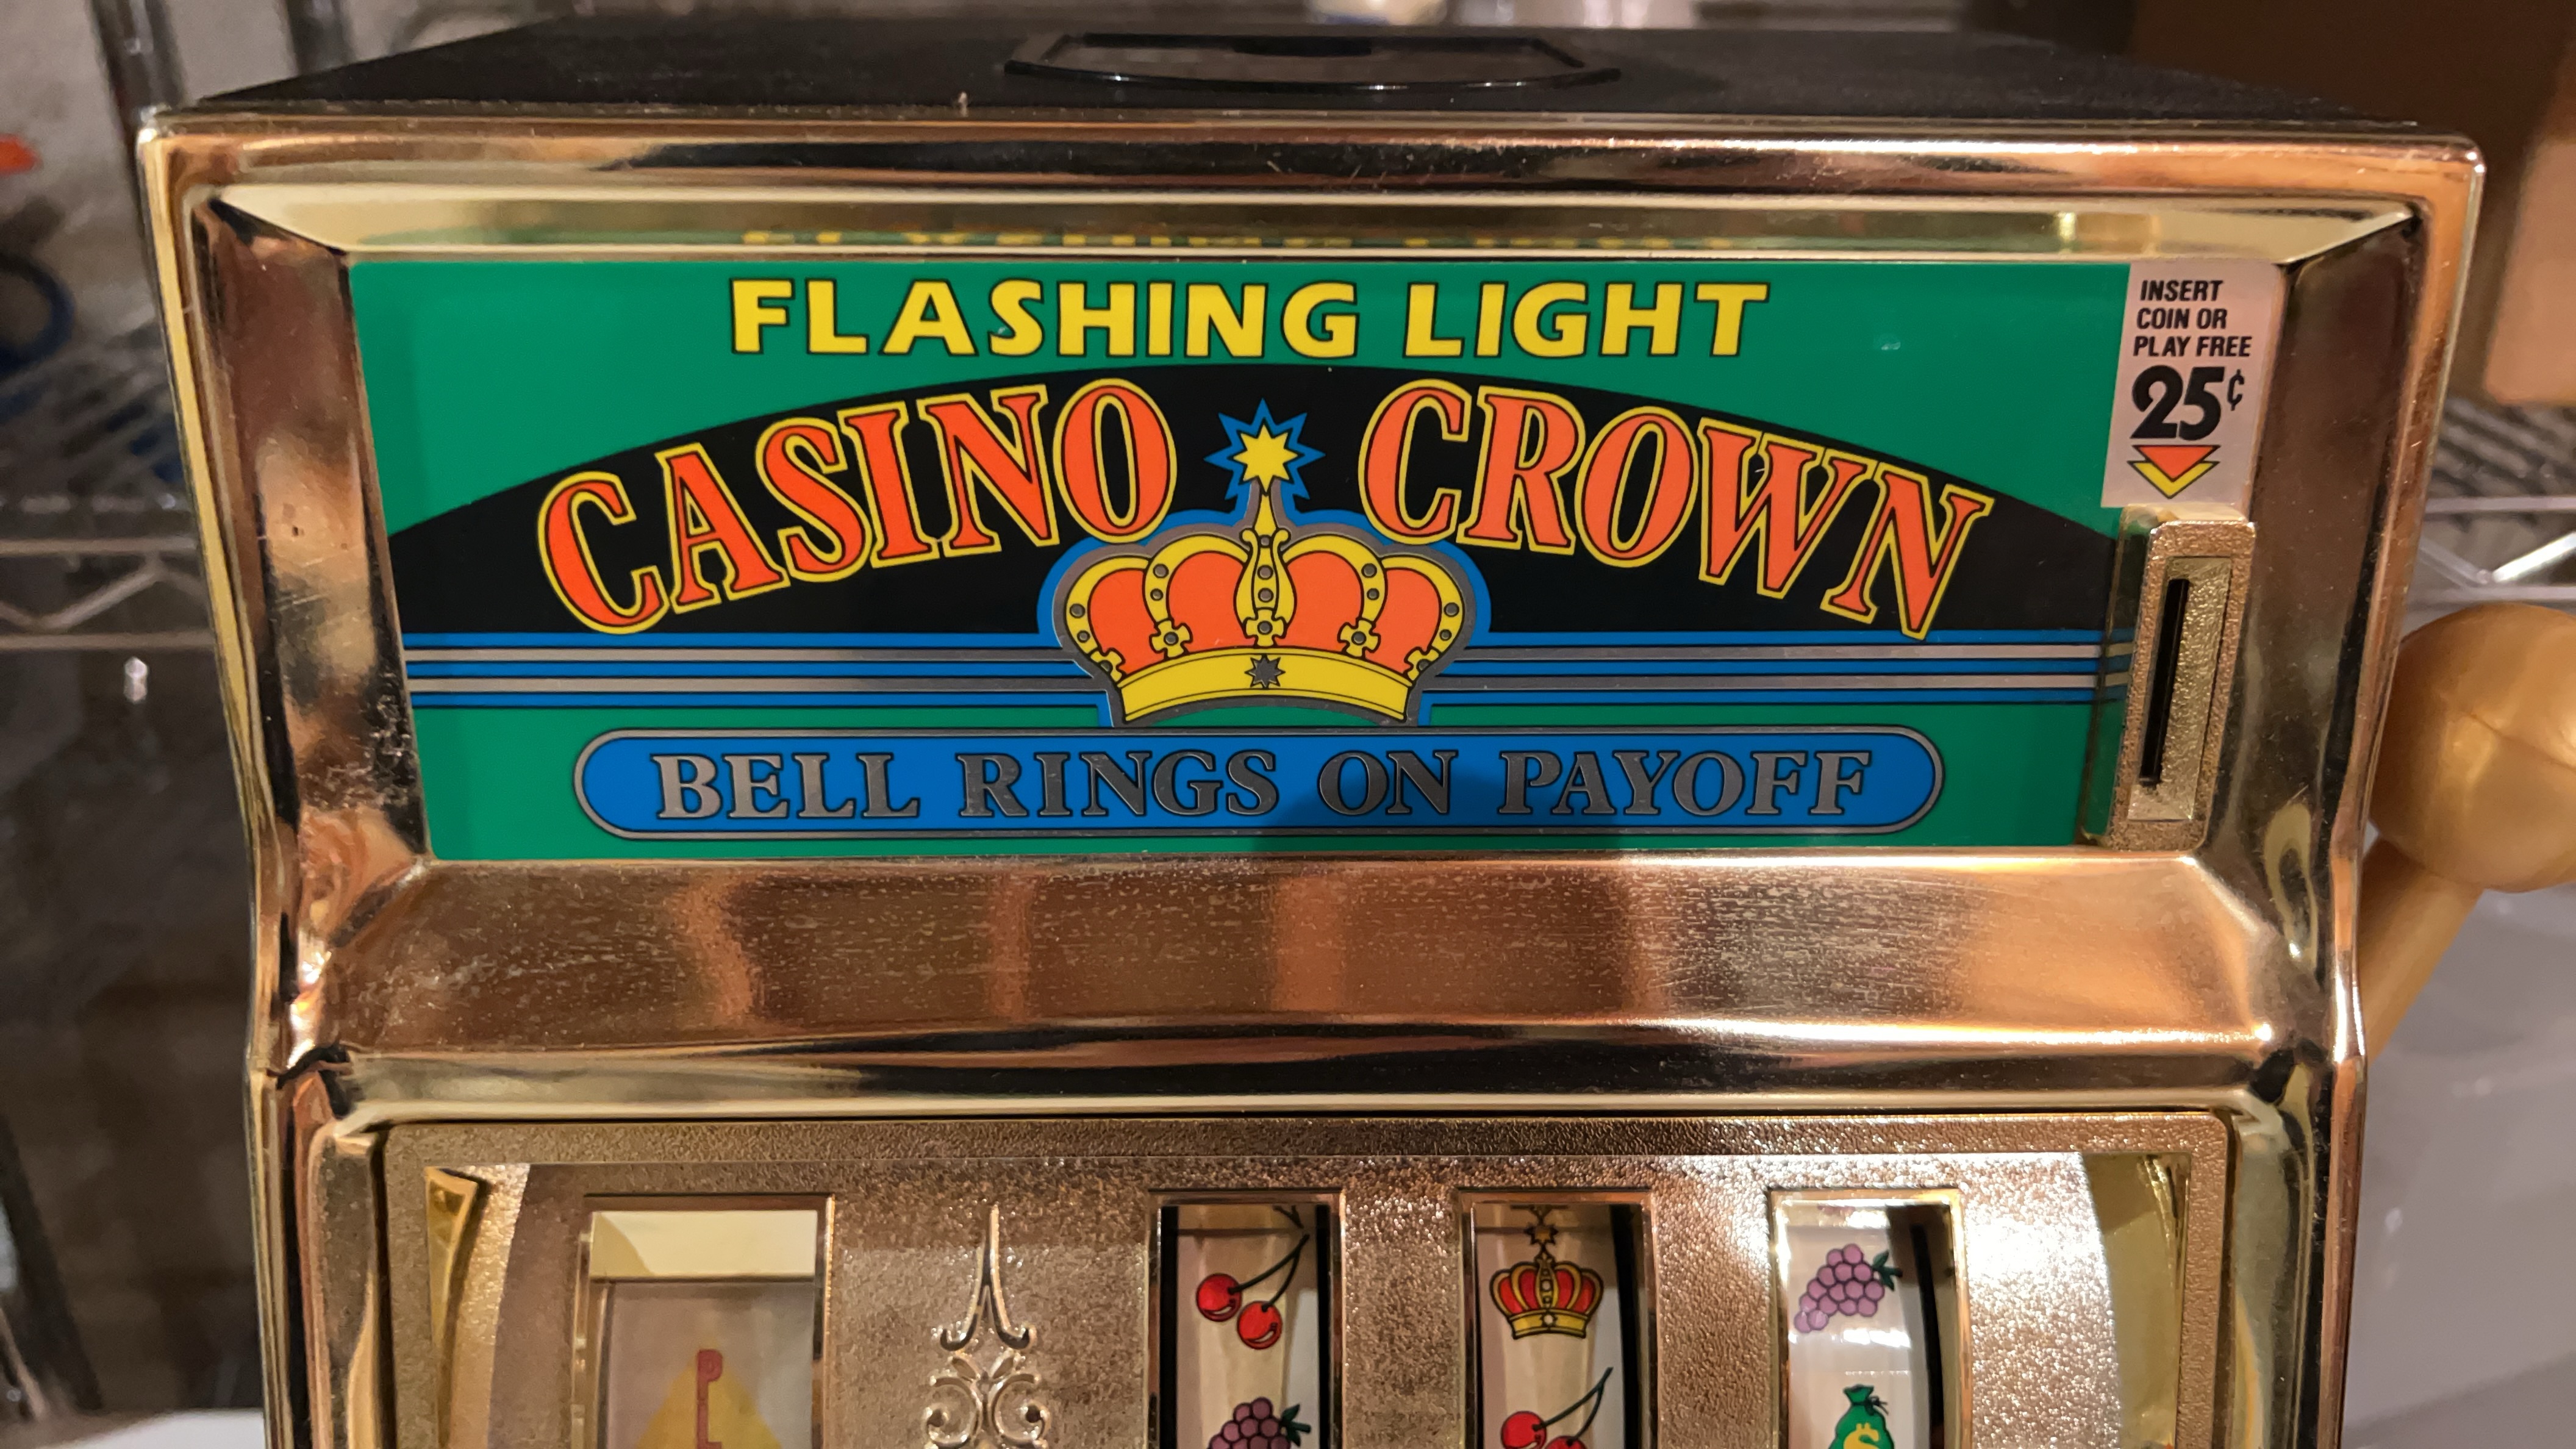 FLASHING LIGHT
CASINO CROWN
BELL RINGS ON PAYOFF
INSERT
COIN OR
PLAY FREE
25¢
P
$